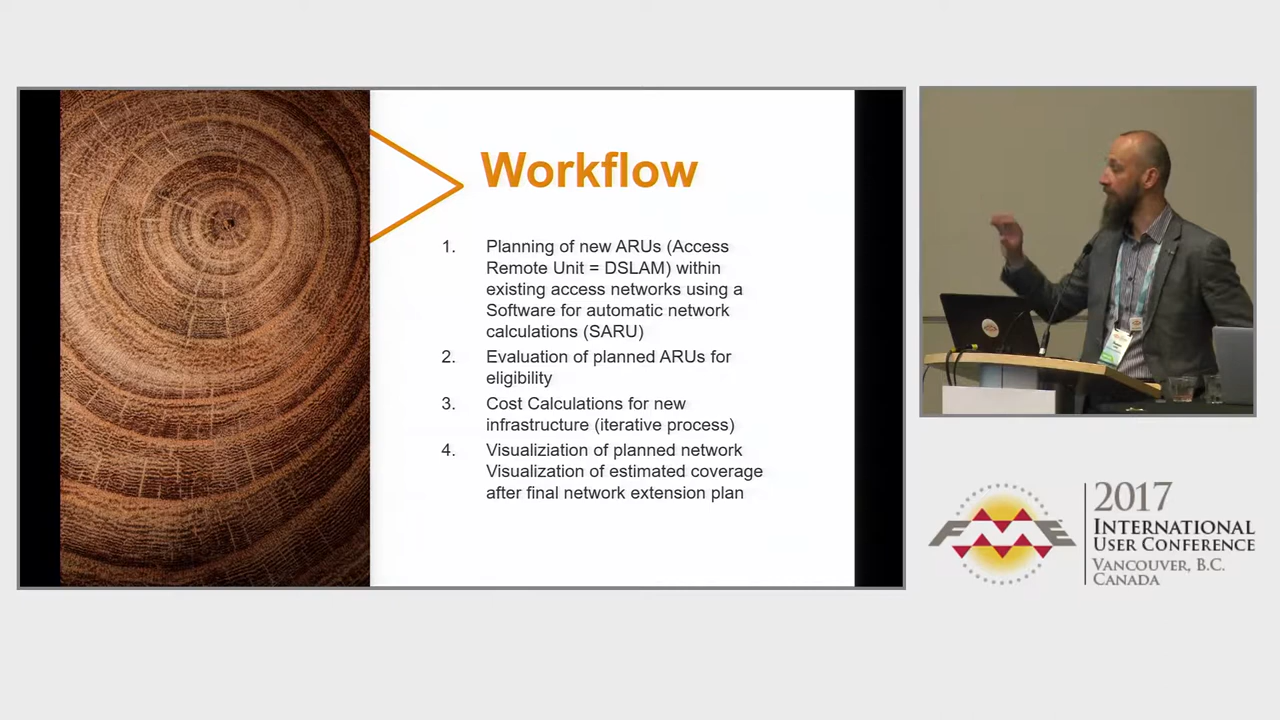 Workflow
1. Planning of new ARUs (Access
Remote Unit = DSLAM) within
existing access networks using a
Software for automatic network
calculations (SARU)
2. Evaluation of planned ARUs for
eligibility
3. Cost Calculations for new
infrastructure (iterative process)
4. Visualiziation of planned network
Visualization of estimated coverage
after final network extension plan
FME
2017
INTERNATIONAL
USER CONFERENCE
VANCOUVER, B.C.
CANADA